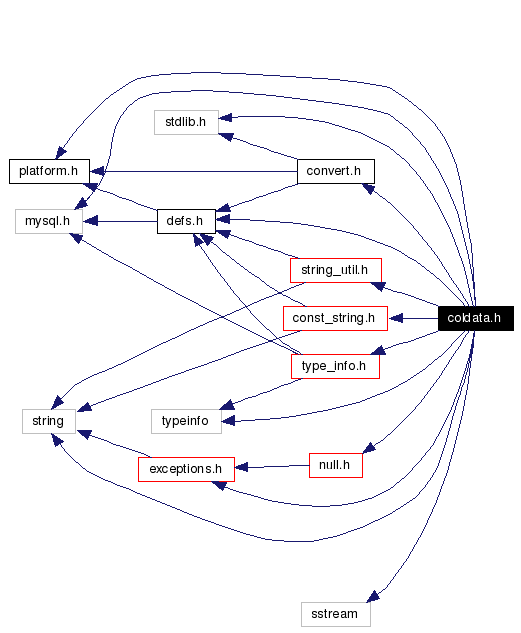 stdlib.h
platform.h
convert.h
mysql.h
defs.h
string_util.h
const_string.h
coldata.h
type_info.h
string
typeinfo
exceptions.h
null.h
sstream